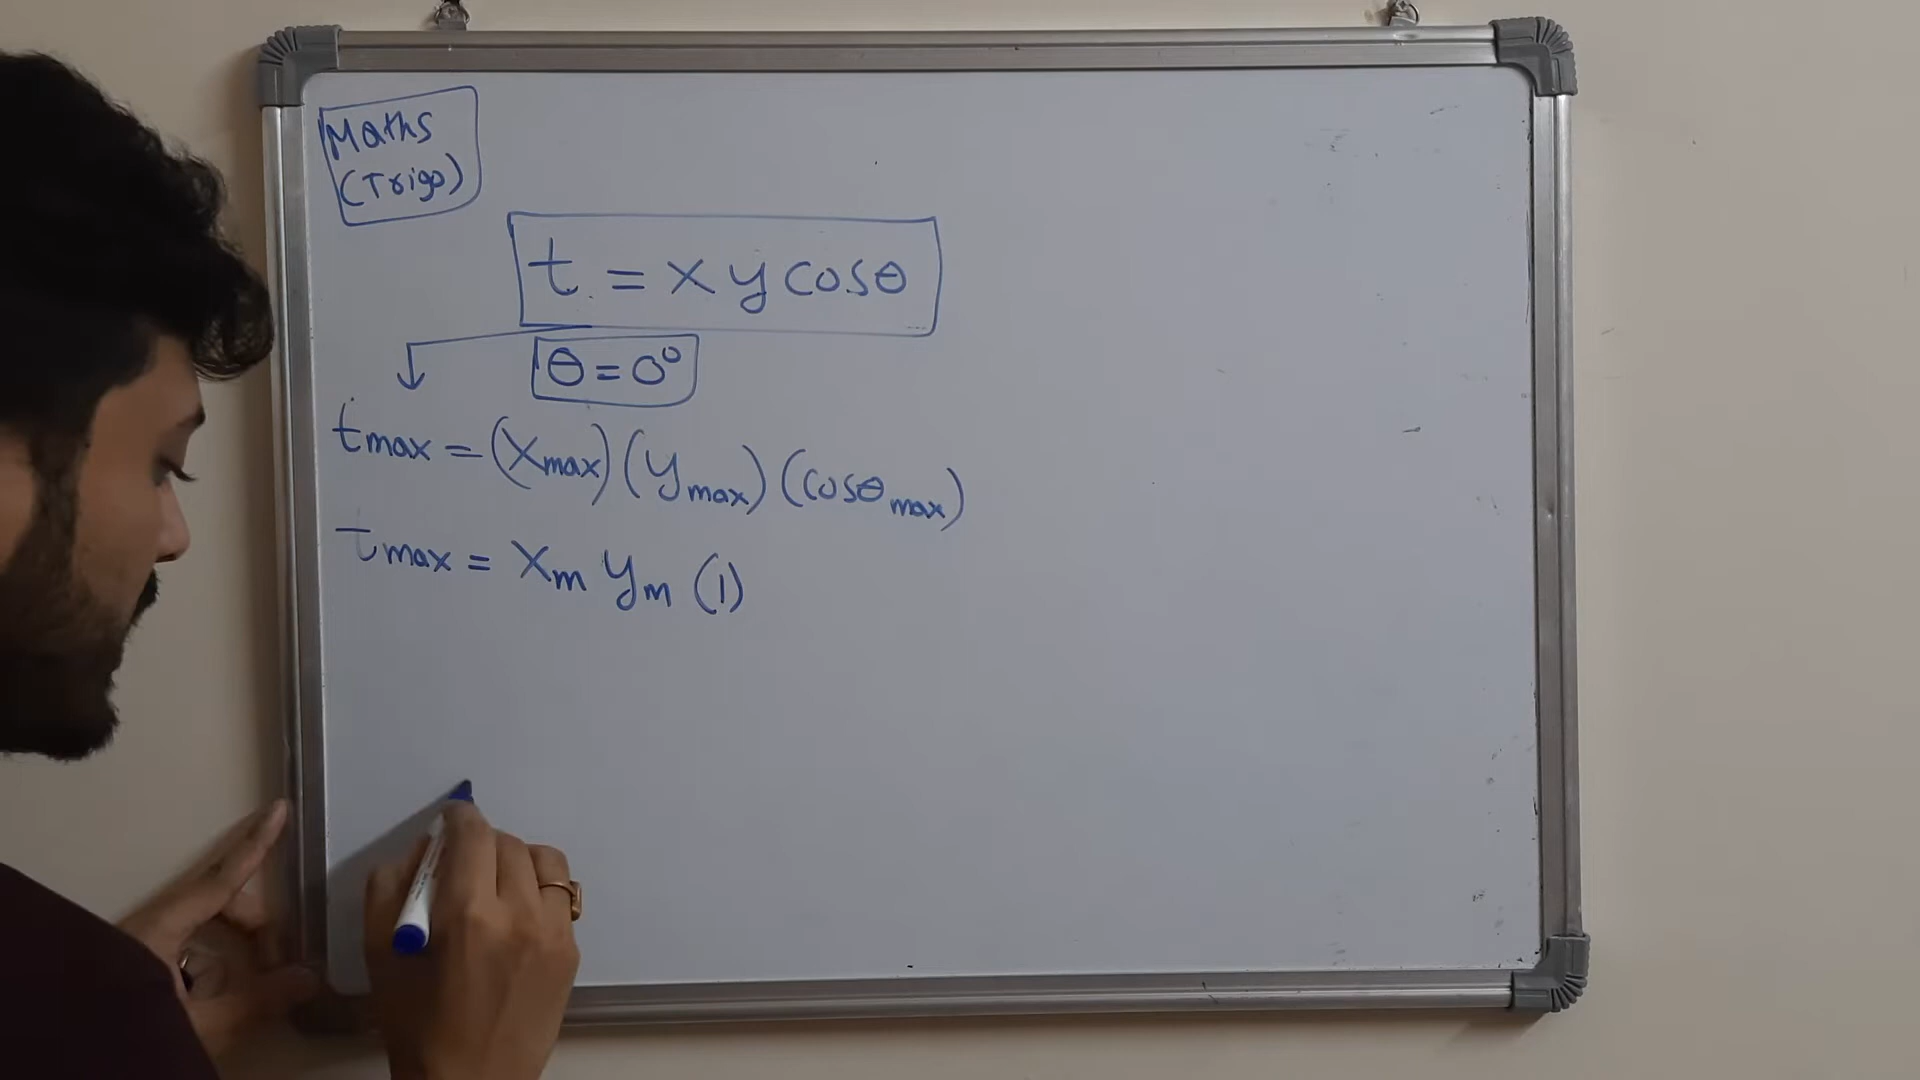 Maths
(Trigo)
t = x y cosθ
θ = 0°
tmax = (xmax) (ymax) (cosθmax)
tmax = xm ym (1)